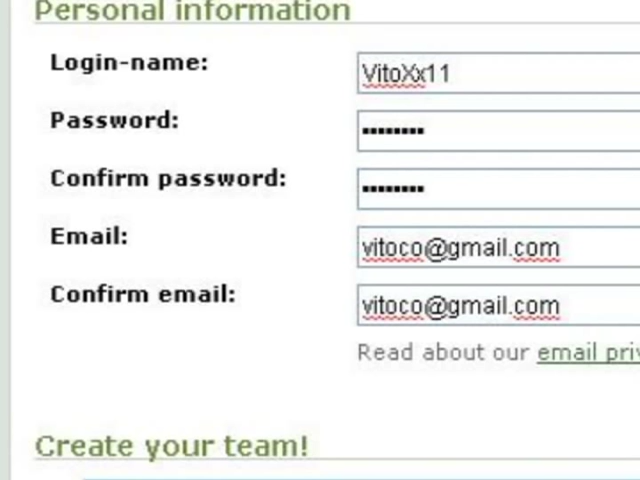 Personal information
Login-name: VitoXx11
Password: ••••••••
Confirm password: ••••••••
Email: vitoco@gmail.com
Confirm email: vitoco@gmail.com
Read about our email priv
Create your team!